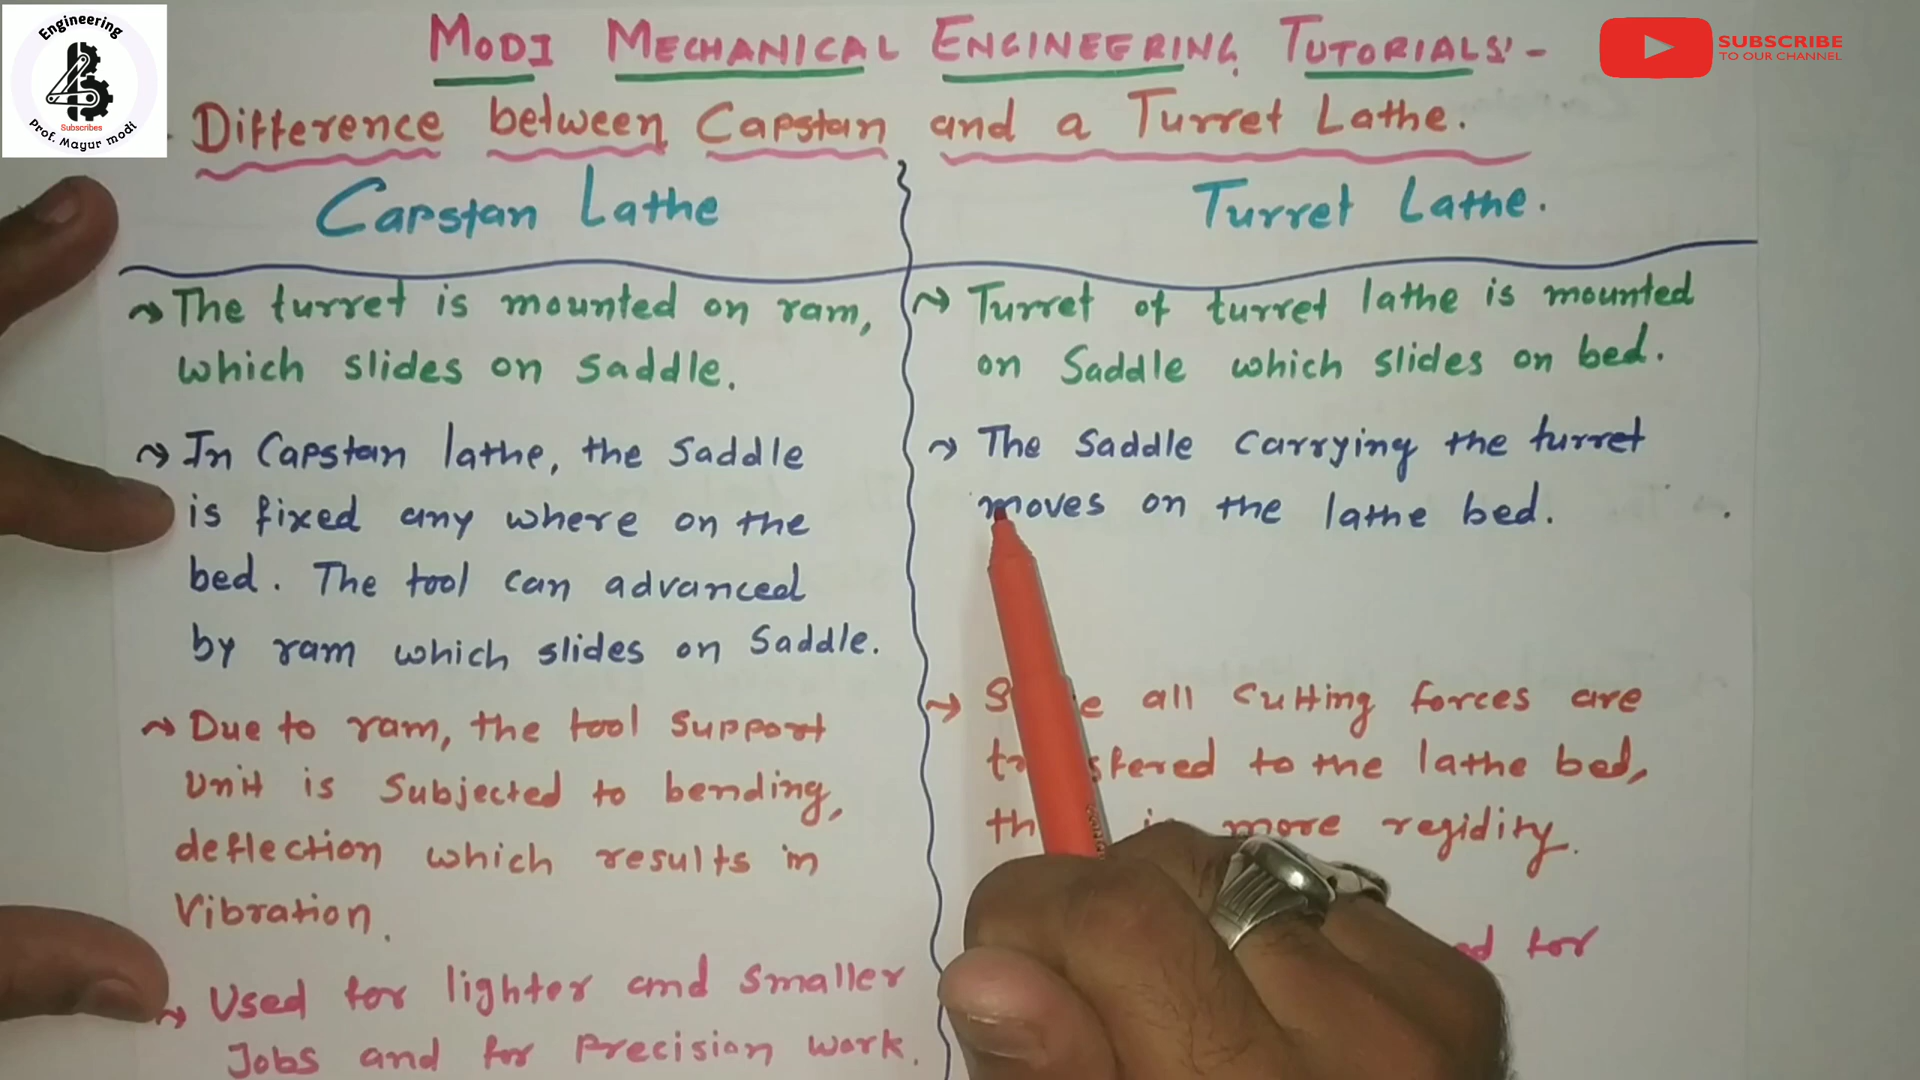 Engineering
Subscribes
Prof. Mayur modi
MODI MECHANICAL ENGINEERING TUTORIALS:-
SUBSCRIBE
TO OUR CHANNEL
Difference between Capstan and a Turret Lathe.
Capstan Lathe
The turret is mounted on ram,
which slides on saddle.
In Capstan lathe, the saddle
is fixed any where on the
bed. The tool can advanced
by ram which slides on Saddle.
Due to ram, the tool support
Unit is subjected to bending,
deflection which results in
Vibration.
Used for lighter and smaller
Jobs and for precision work.
Turret Lathe.
Turret of turret lathe is mounted
on Saddle which slides on bed.
The Saddle carrying the turret
moves on the lathe bed.
all cutting forces are
to the lathe bed,
more regidity.
for